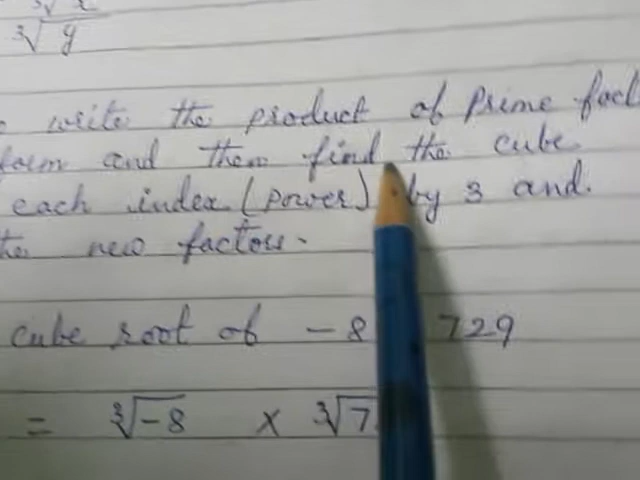 ∛y
write the product of Prime fact
form and then find the cube
each index (power) by 3 and.
the new factors.
cube root of -8 729
= ∛-8 × ∛7